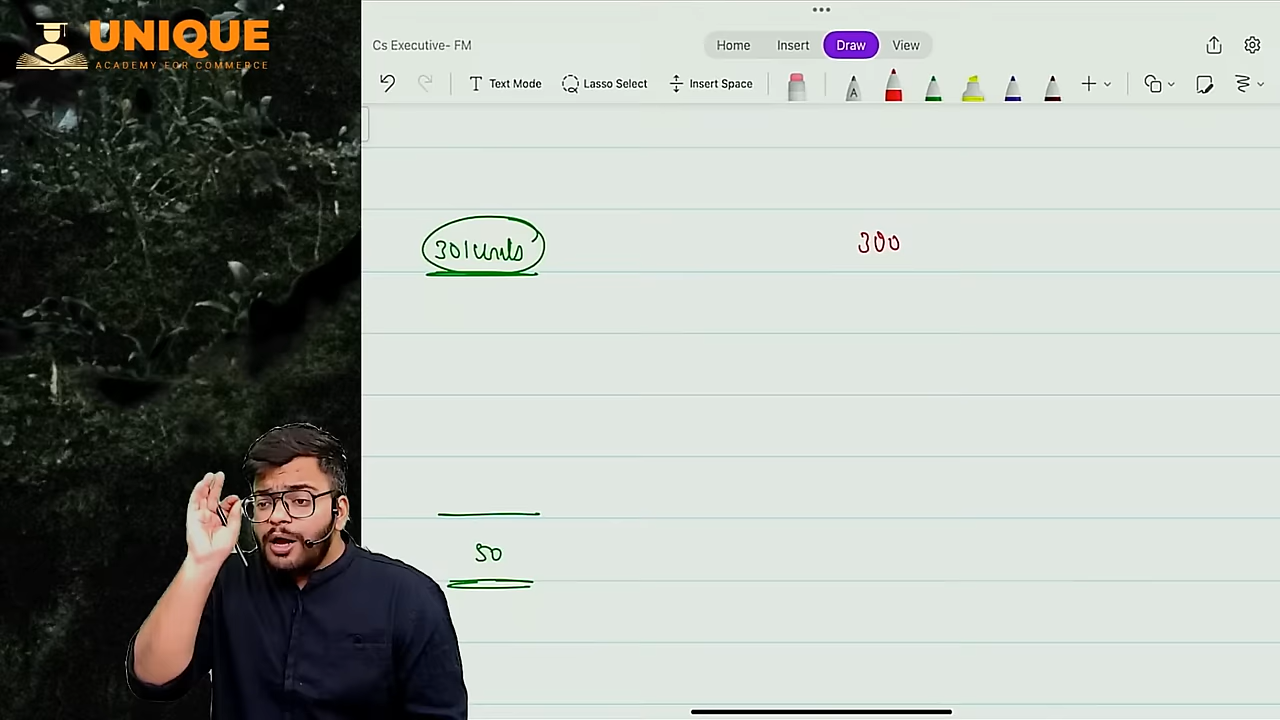 UNIQUE
ACADEMY FOR COMMERCE
Cs Executive- FM
Home Insert Draw View
Text Mode Lasso Select Insert Space
A
301 units 300
50